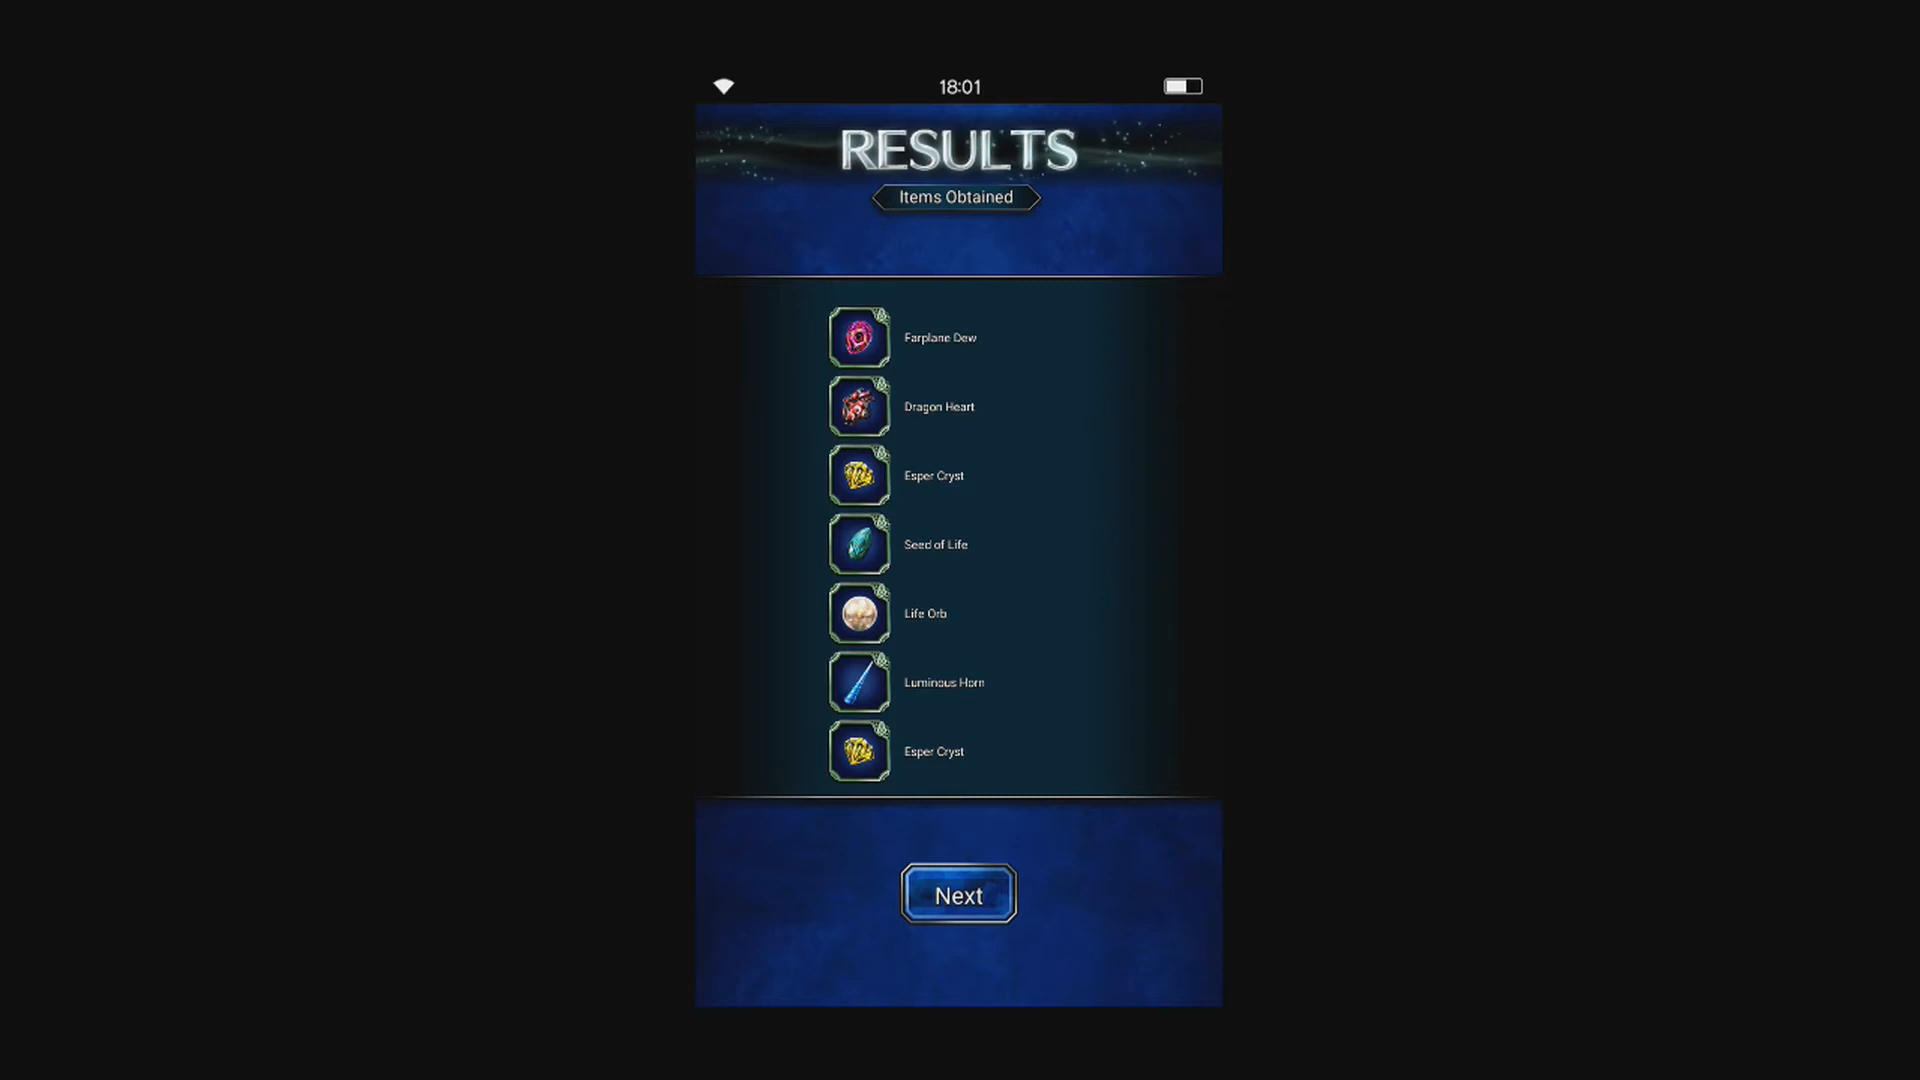 18:01
RESULTS
Items Obtained
Farplane Dew
Dragon Heart
Esper Cryst
Seed of Life
Life Orb
Luminous Horn
Esper Cryst
Next